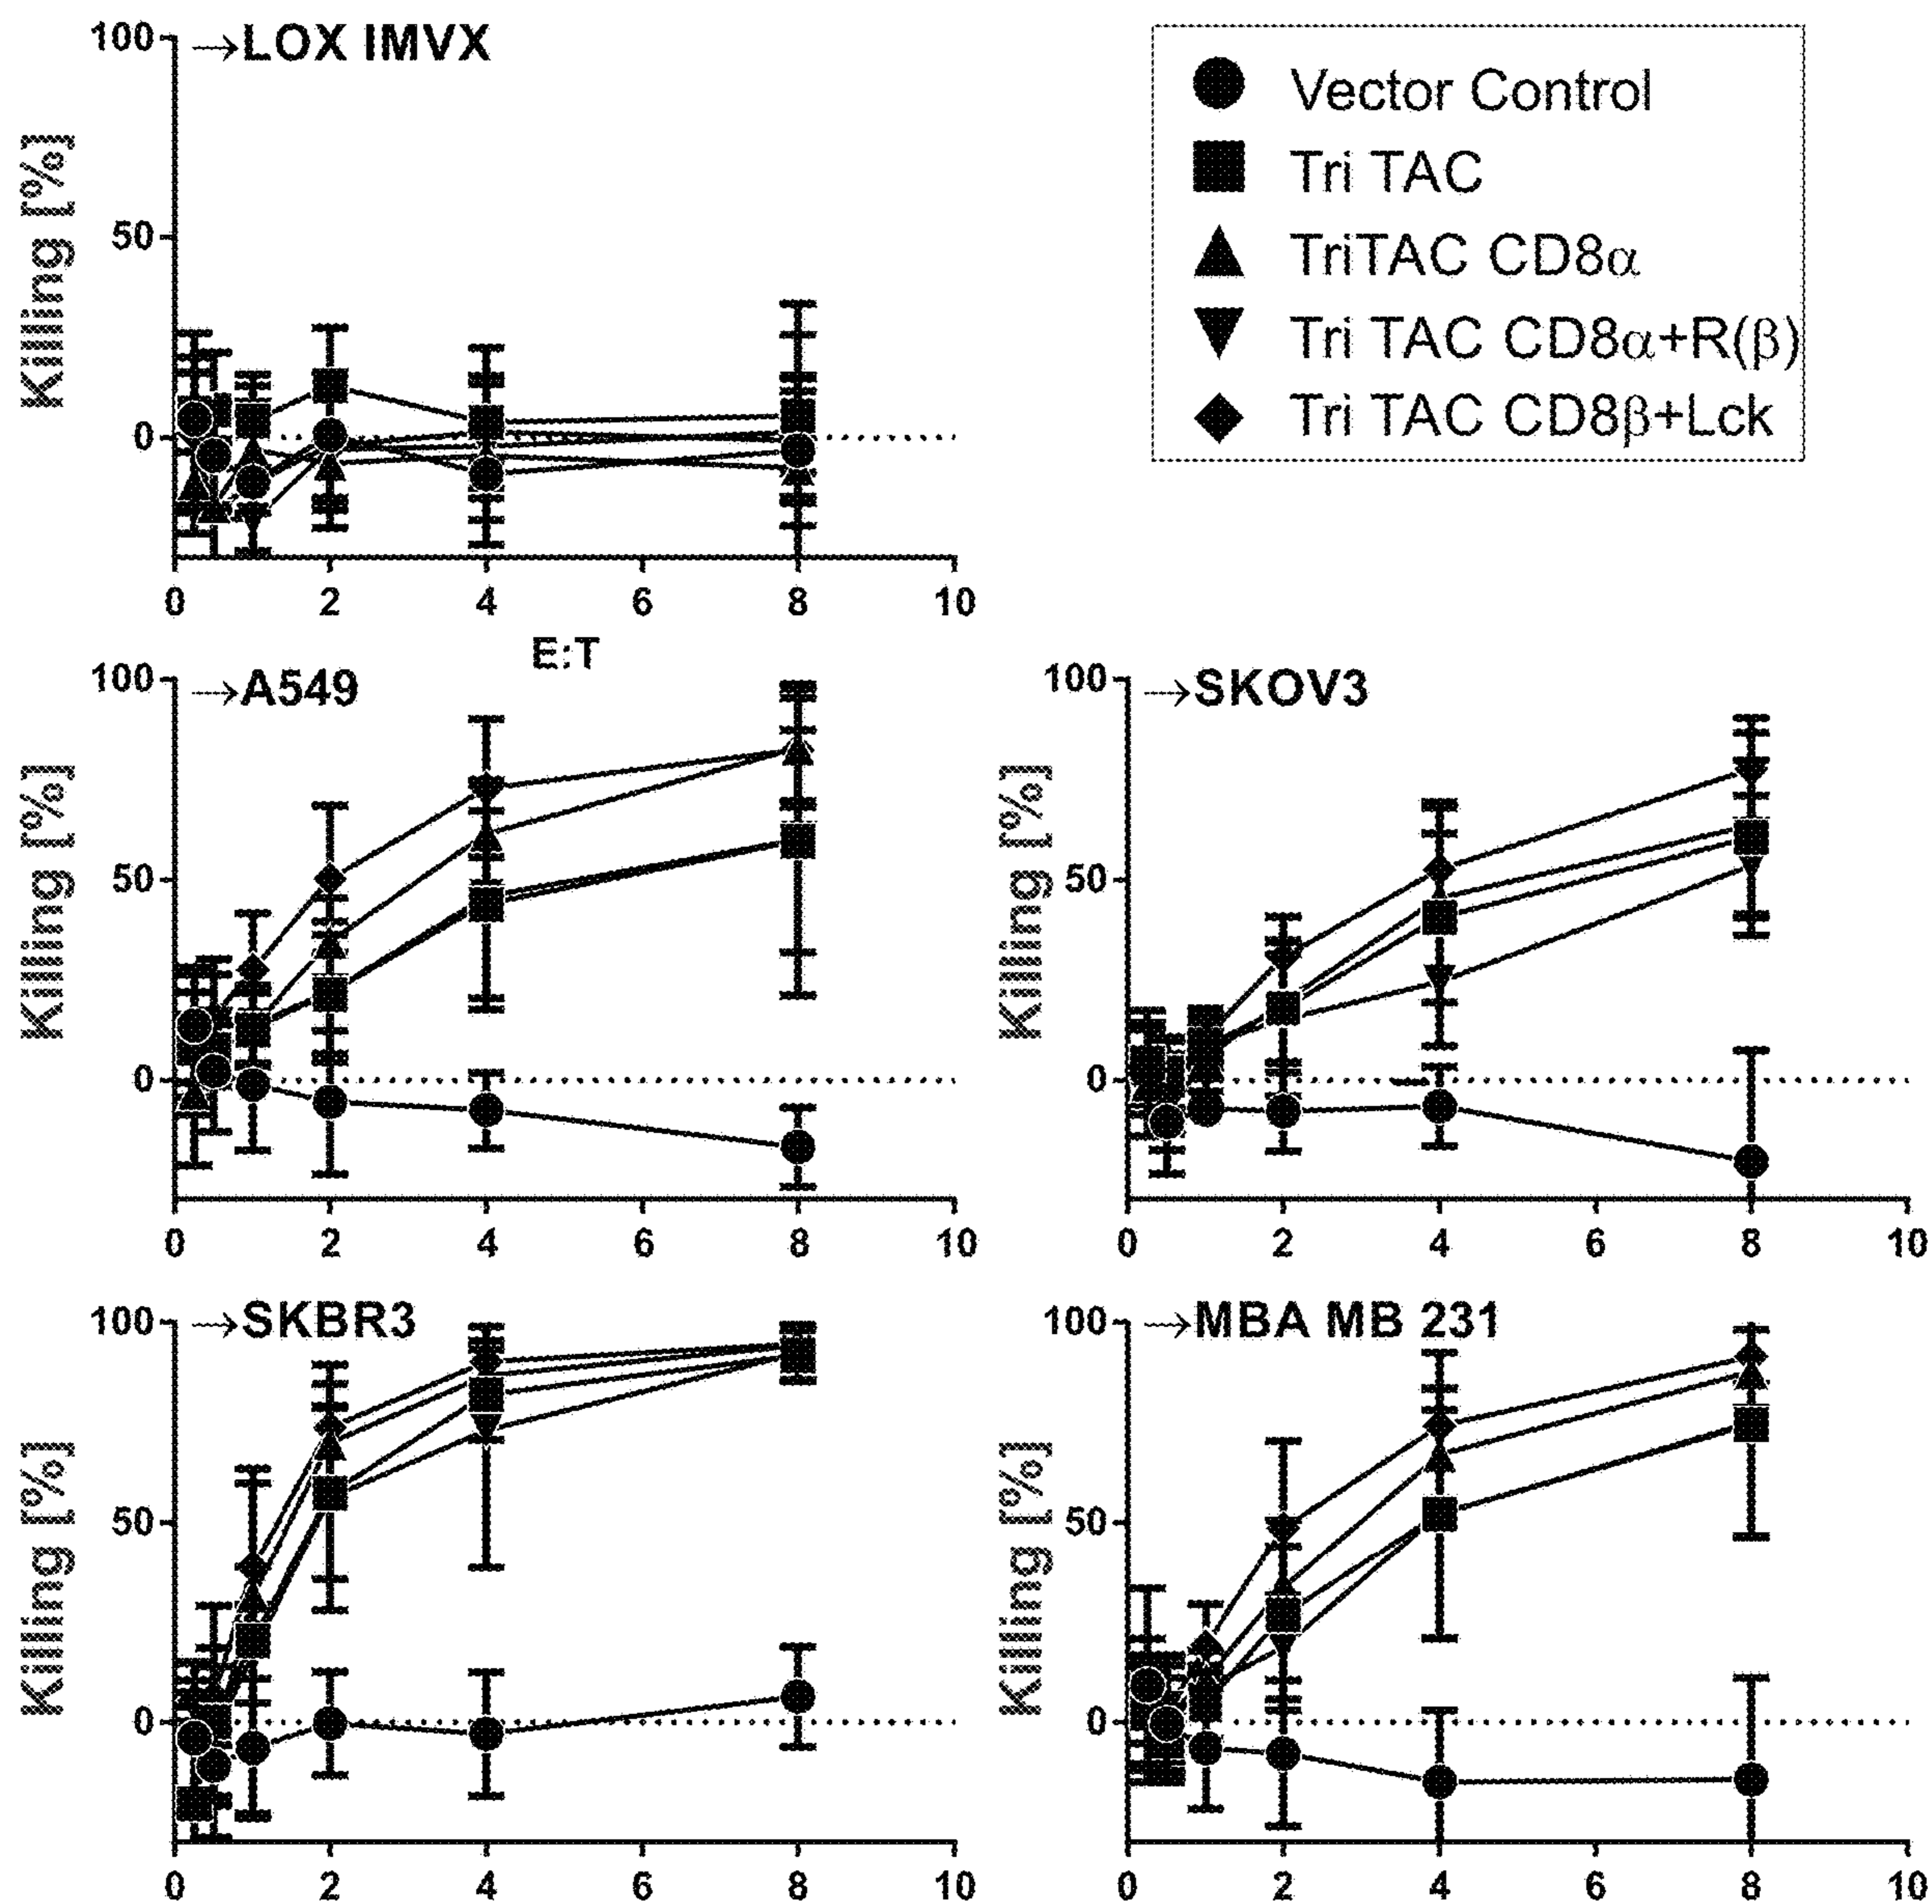 →LOX IMVX
Killing [%]
100
50
0
0 2 4 6 8 10
E:T
Vector Control
Tri TAC
TriTAC CD8α
Tri TAC CD8α+R(β)
Tri TAC CD8β+Lck
→A549
Killing [%]
100
50
0
0 2 4 6 8 10
→SKOV3
Killing [%]
100
50
0
0 2 4 6 8 10
→SKBR3
Killing [%]
100
50
0
0 2 4 6 8 10
→MBA MB 231
Killing [%]
100
50
0
0 2 4 6 8 10